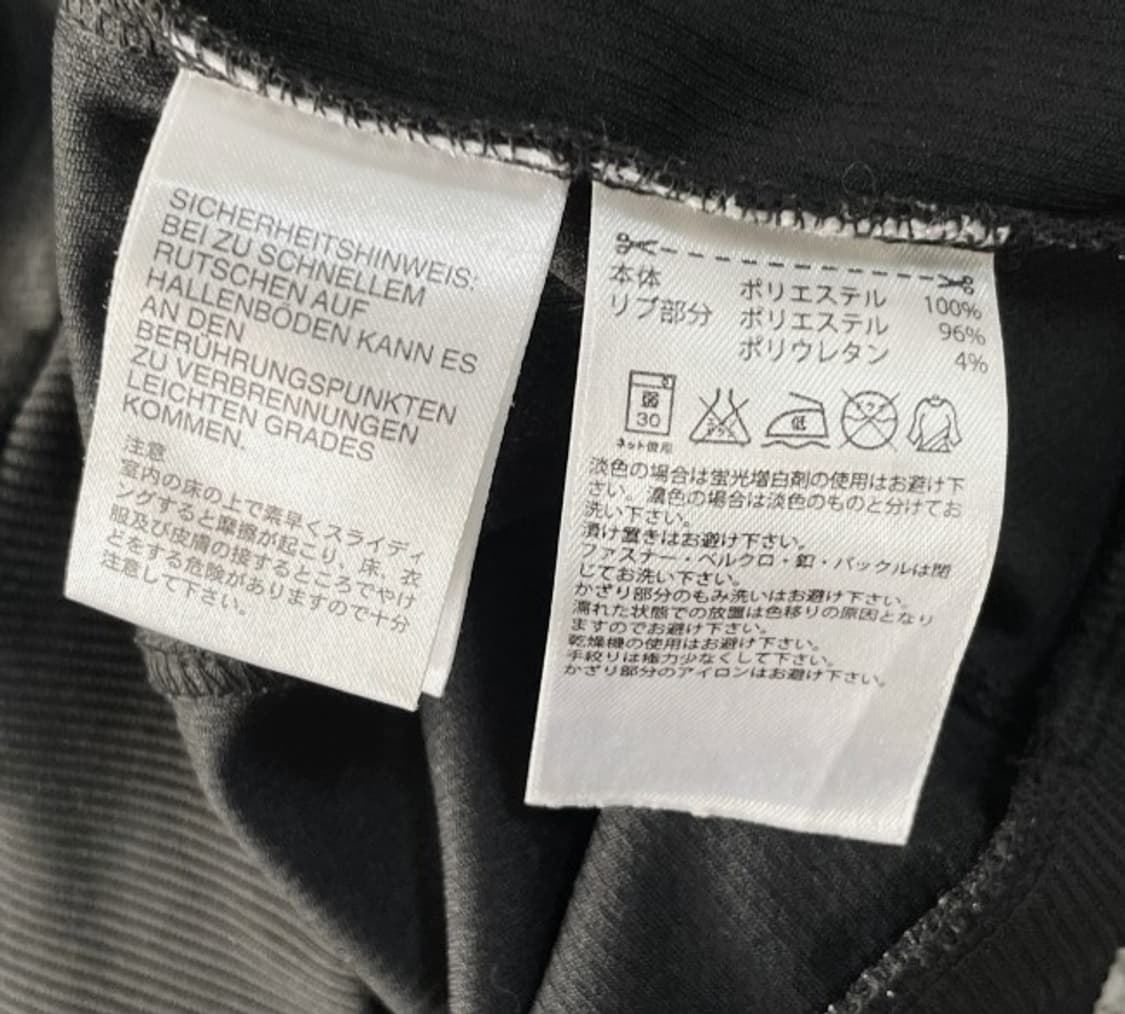 SICHERHEITSHINWEIS:
BEI ZU SCHNELLEM
RUTSCHEN AUF
HALLENBÖDEN KANN ES
AN DEN
BERÜHRUNGSPUNKTEN
ZU VERBRENNUNGEN
LEICHTEN GRADES
KOMMEN.
注意
室内の床の上で素早くスライディ
ングすると摩擦が起こり、床、衣
服及び皮膚の接するところでやけ
どをする危険がありますので十分
注意して下さい。
本体 ポリエステル 100%
リブ部分 ポリエステル 96%
ポリウレタン 4%
弱 30 低
ネット使用
淡色の場合は蛍光増白剤の使用はお避け下
さい。濃色の場合は淡色のものと分けてお
洗い下さい。
漬け置きはお避け下さい。
ファスナー・ベルクロ・釦・バックルは閉
じてお洗い下さい。
かざり部分のもみ洗いはお避け下さい。
濡れた状態での放置は色移りの原因となり
ますのでお避け下さい。
乾燥機の使用はお避け下さい。
手絞りは極力少なくして下さい。
かざり部分のアイロンはお避け下さい。